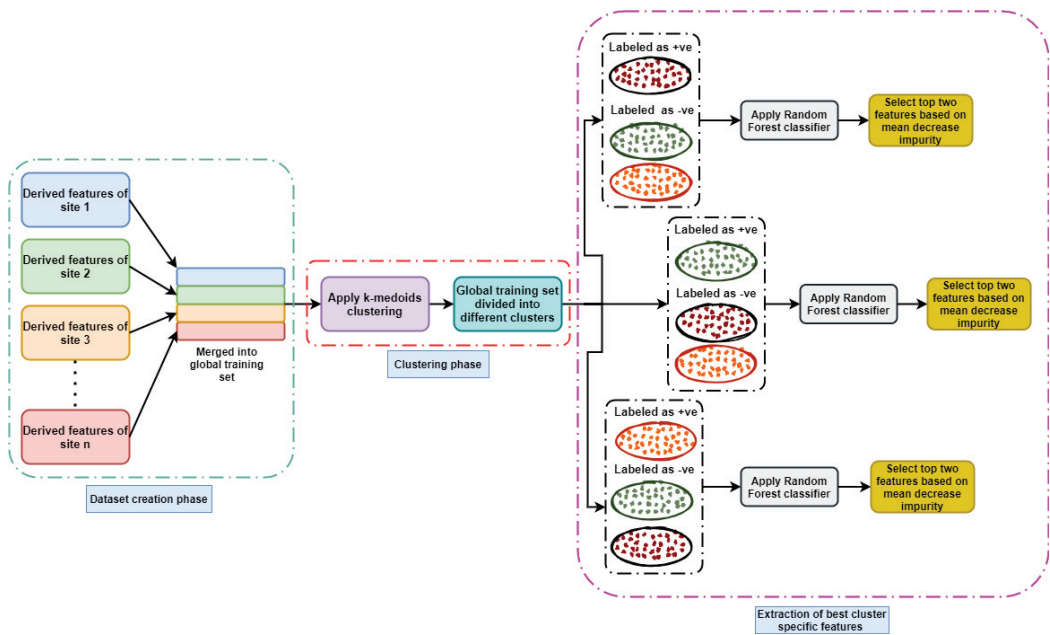 Derived features of
site 1
Derived features of
site 2
Derived features of
site 3
Derived features of
site n
Merged into
global training
set
Dataset creation phase
Apply k-medoids
clustering
Global training set
divided into
different clusters
Clustering phase
Labeled as +ve
Labeled as -ve
Apply Random
Forest classifier
Select top two
features based on
mean decrease
impurity
Labeled as +ve
Labeled as -ve
Apply Random
Forest classifier
Select top two
features based on
mean decrease
impurity
Labeled as +ve
Labeled as -ve
Apply Random
Forest classifier
Select top two
features based on
mean decrease
impurity
Extraction of best cluster
specific features